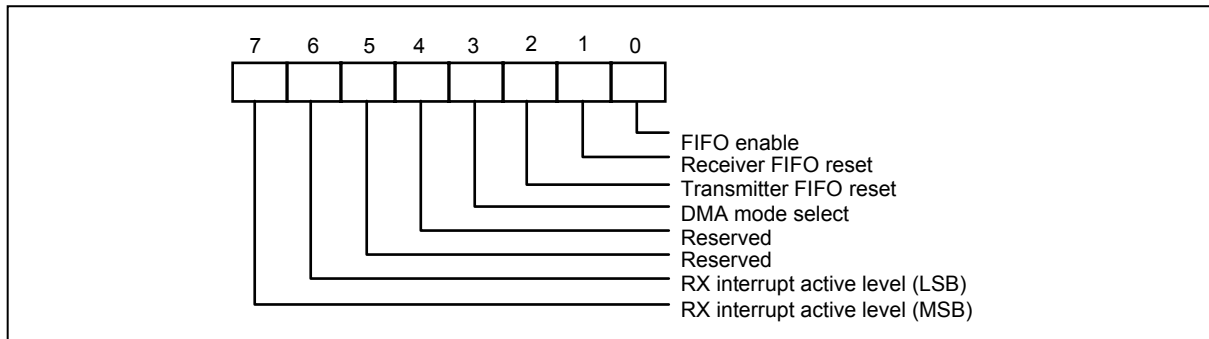 7 6 5 4 3 2 1 0
FIFO enable
Receiver FIFO reset
Transmitter FIFO reset
DMA mode select
Reserved
Reserved
RX interrupt active level (LSB)
RX interrupt active level (MSB)